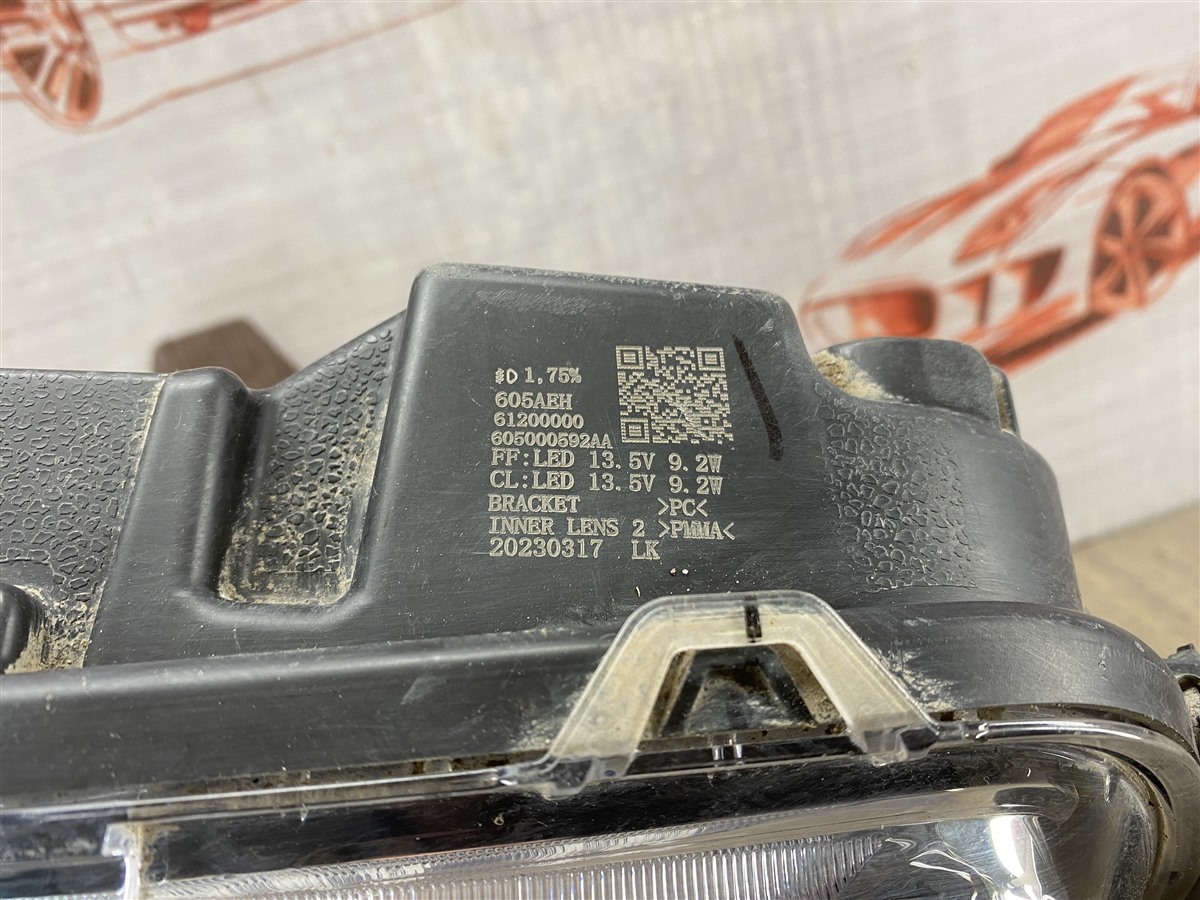 1,75%
605AEH
61200000
605000592AA
FF:LED 13.5V 9.2W
CL:LED 13.5V 9.2W
BRACKET >PC<
INNER LENS 2 >PMMA<
20230317 LK